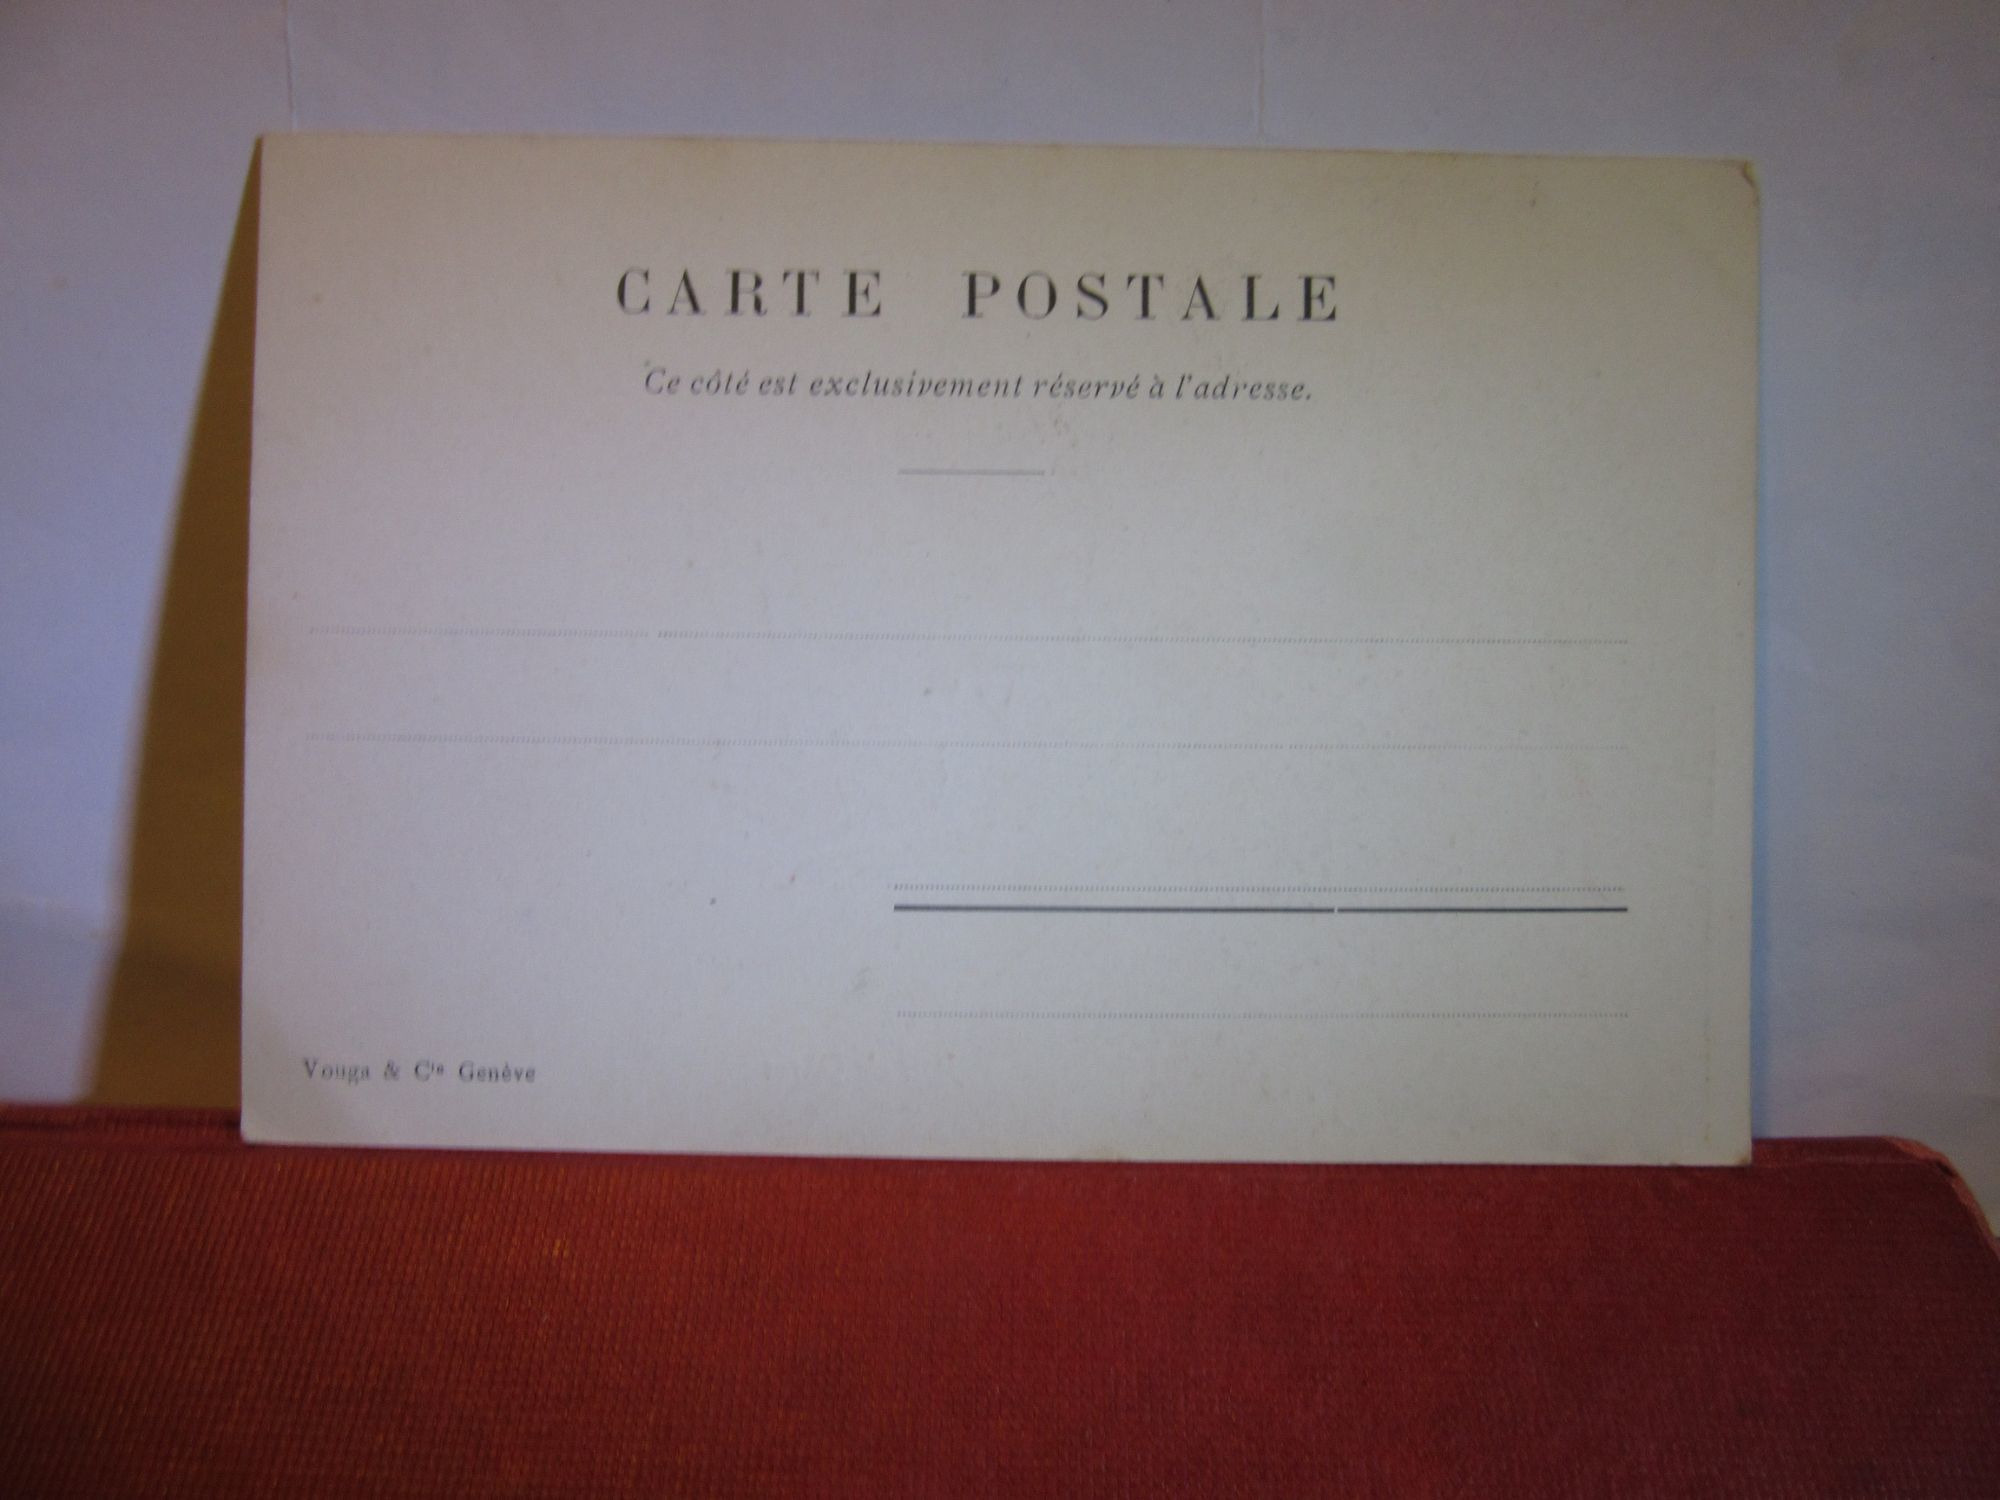 CARTE POSTALE
Ce côté est exclusivement réservé à l'adresse.
Vouga & Cie Genève